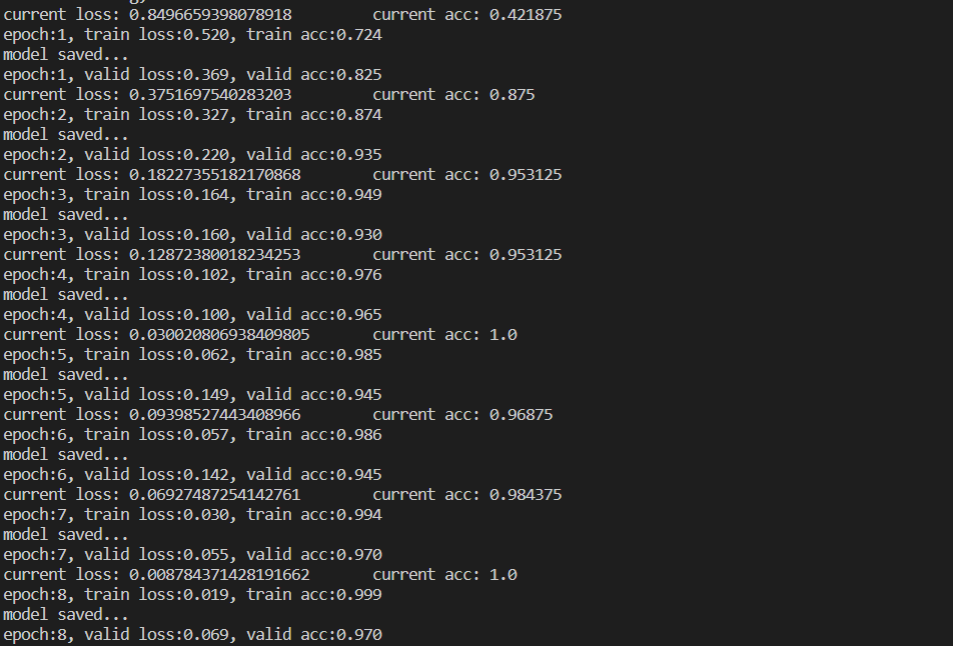 current loss: 0.8496659398078918 current acc: 0.421875
epoch:1, train loss:0.520, train acc:0.724
model saved...
epoch:1, valid loss:0.369, valid acc:0.825
current loss: 0.3751697540283203 current acc: 0.875
epoch:2, train loss:0.327, train acc:0.874
model saved...
epoch:2, valid loss:0.220, valid acc:0.935
current loss: 0.18227355182170868 current acc: 0.953125
epoch:3, train loss:0.164, train acc:0.949
model saved...
epoch:3, valid loss:0.160, valid acc:0.930
current loss: 0.12872380018234253 current acc: 0.953125
epoch:4, train loss:0.102, train acc:0.976
model saved...
epoch:4, valid loss:0.100, valid acc:0.965
current loss: 0.030020806938409805 current acc: 1.0
epoch:5, train loss:0.062, train acc:0.985
model saved...
epoch:5, valid loss:0.149, valid acc:0.945
current loss: 0.09398527443408966 current acc: 0.96875
epoch:6, train loss:0.057, train acc:0.986
model saved...
epoch:6, valid loss:0.142, valid acc:0.945
current loss: 0.06927487254142761 current acc: 0.984375
epoch:7, train loss:0.030, train acc:0.994
model saved...
epoch:7, valid loss:0.055, valid acc:0.970
current loss: 0.008784371428191662 current acc: 1.0
epoch:8, train loss:0.019, train acc:0.999
model saved...
epoch:8, valid loss:0.069, valid acc:0.970